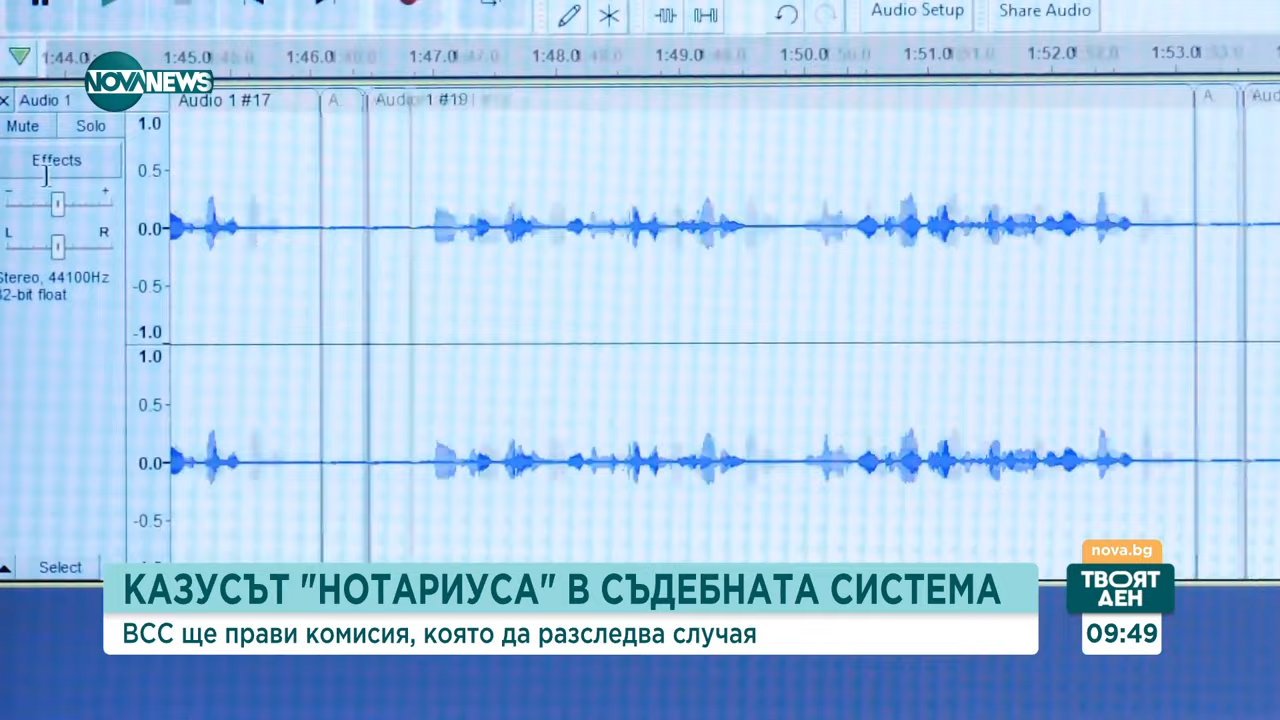 Audio Setup
Share Audio
1:44.0 1:45.0 1:46.0 1:47.0 1:48.0 1:49.0 1:50.0 1:51.0 1:52.0 1:53.0
NOVANEWS
× Audio 1
Audio 1 #17
A.
Audio 1 #19
A
Aud
Mute Solo
Effects
- +
L R
Stereo, 44100Hz
32-bit float
1.0
0.5
0.0
-0.5
-1.0
1.0
0.5
0.0
-0.5
Select
nova.bg
ТВОЯТ
ДЕН
09:49
КАЗУСЪТ "НОТАРИУСА" В СЪДЕБНАТА СИСТЕМА
ВСС ще прави комисия, която да разследва случая